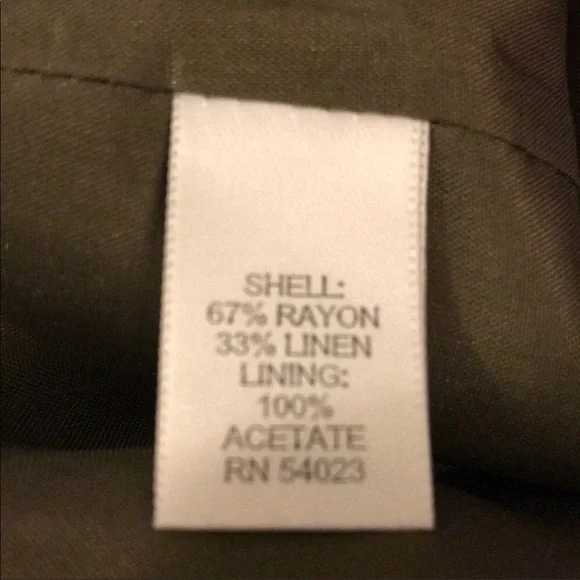 SHELL:
67% RAYON
33% LINEN
LINING:
100%
ACETATE
RN 54023